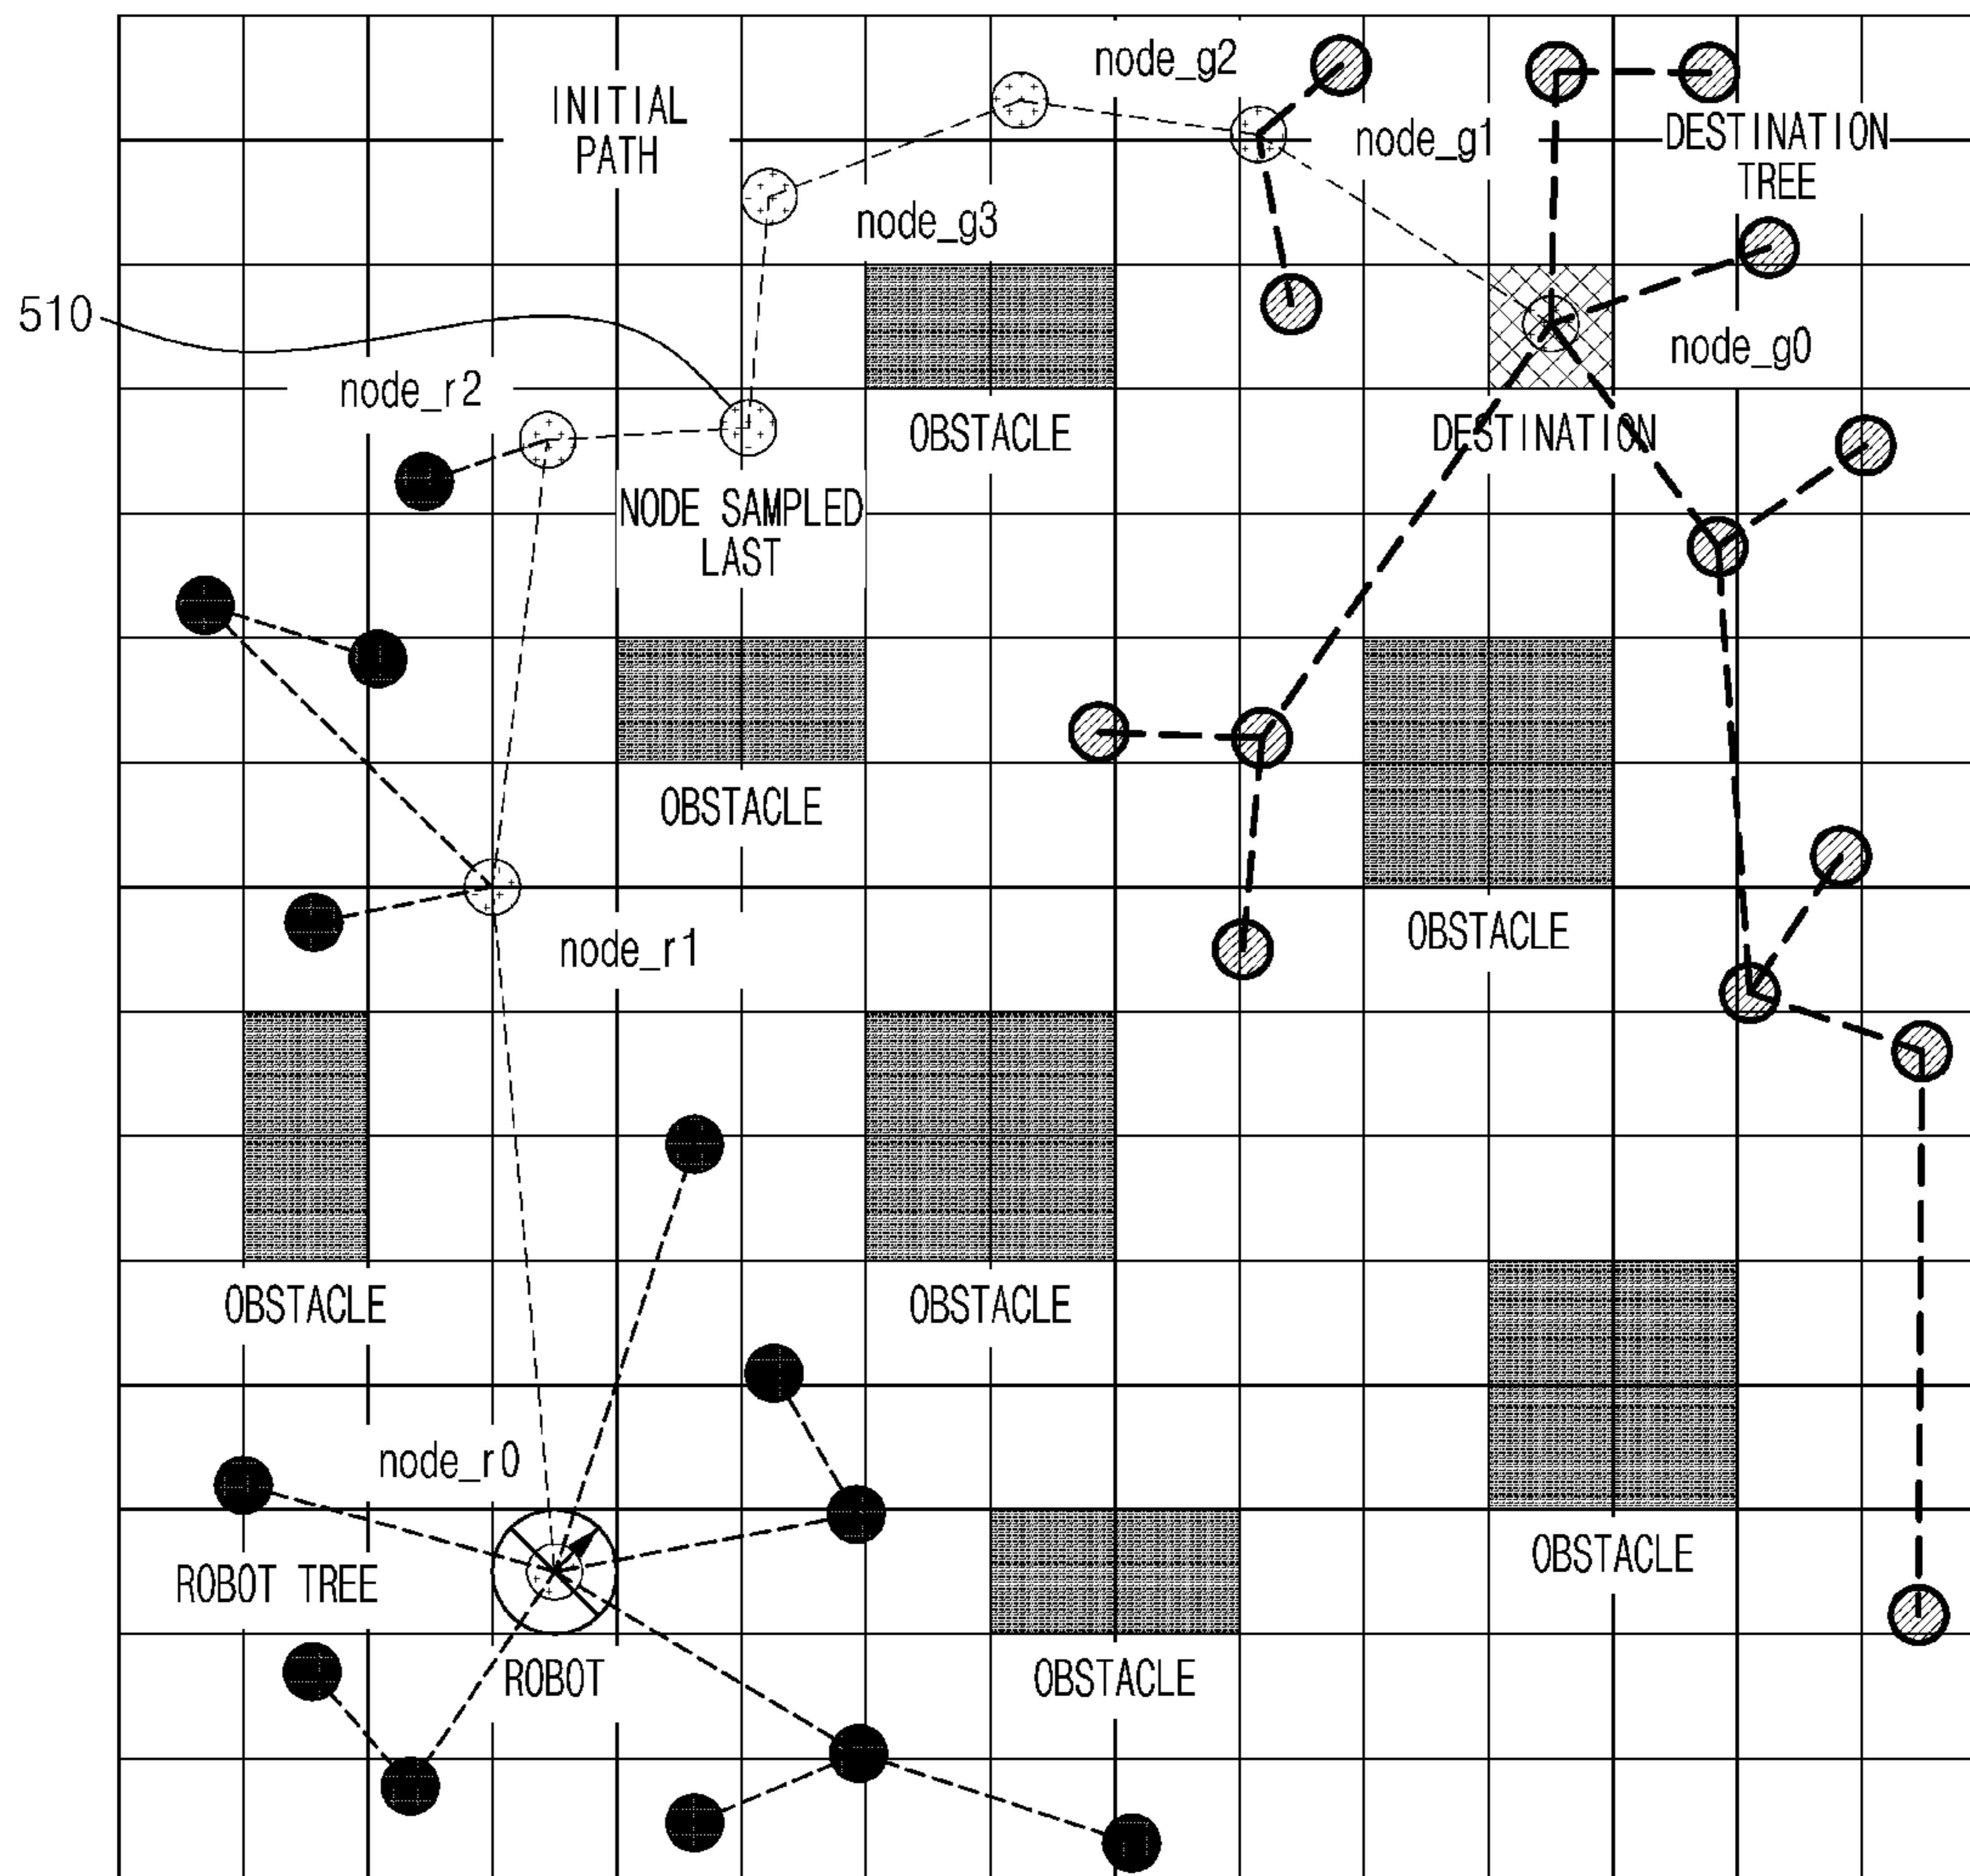 node_g2
INITIAL
PATH
node_g1
DESTINATION
TREE
node_g3
510
node_r2
node_g0
OBSTACLE
DESTINATION
NODE SAMPLED
LAST
OBSTACLE
OBSTACLE
node_r1
OBSTACLE
OBSTACLE
node_r0
OBSTACLE
ROBOT TREE
ROBOT
OBSTACLE